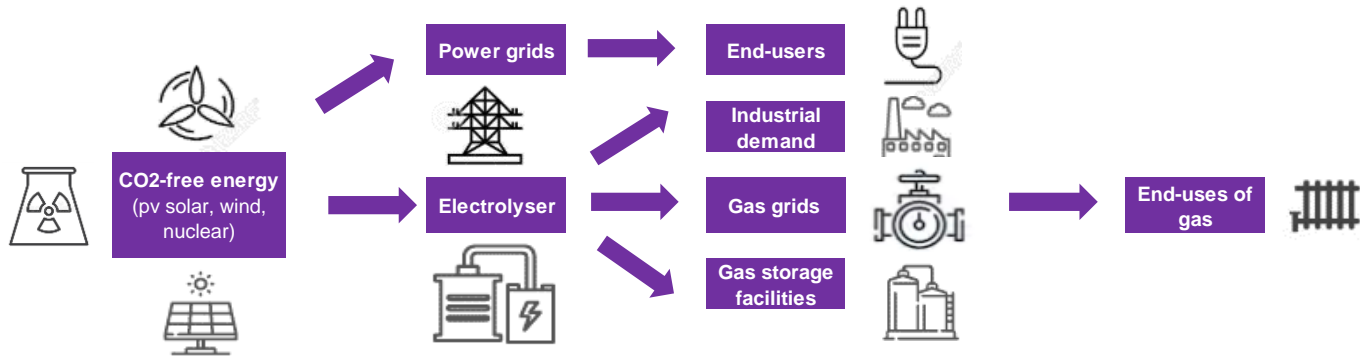 Power grids
End-users
Industrial
demand
CO2-free energy
(pv solar, wind,
nuclear)
Electrolyser
Gas grids
End-uses of
gas
Gas storage
facilities